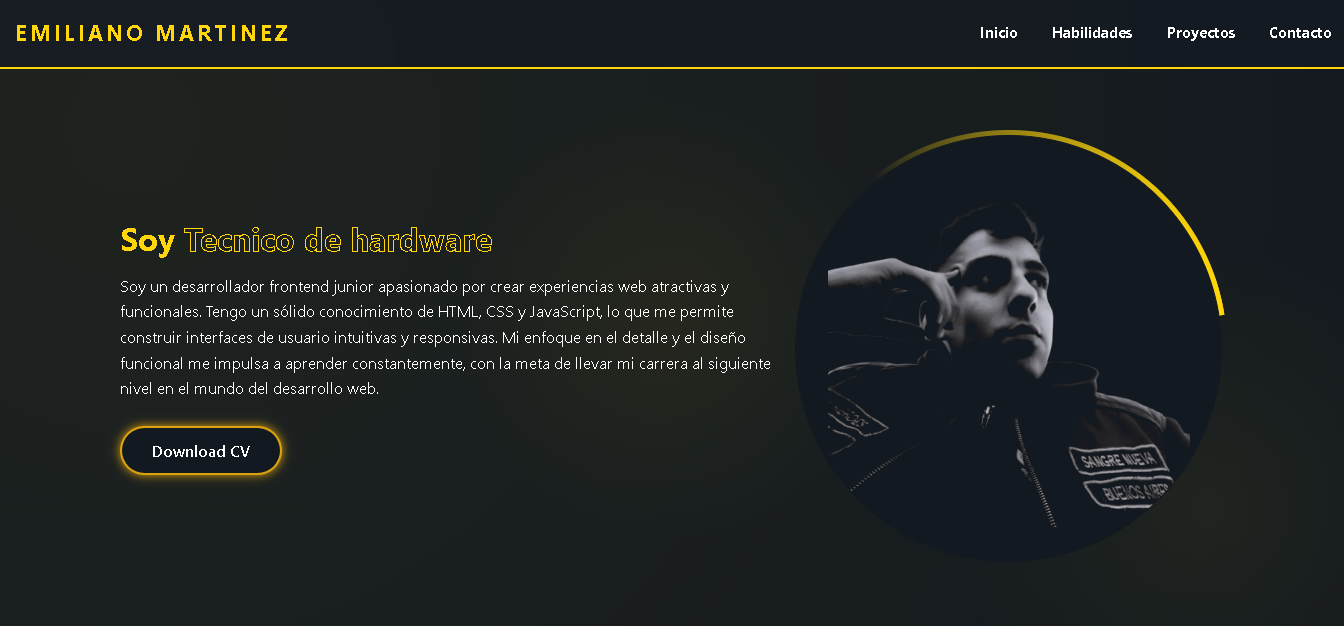 EMILIANO MARTINEZ
Inicio Habilidades Proyectos Contacto
Soy Tecnico de hardware
Soy un desarrollador frontend junior apasionado por crear experiencias web atractivas y
funcionales. Tengo un sólido conocimiento de HTML, CSS y JavaScript, lo que me permite
construir interfaces de usuario intuitivas y responsivas. Mi enfoque en el detalle y el diseño
funcional me impulsa a aprender constantemente, con la meta de llevar mi carrera al siguiente
nivel en el mundo del desarrollo web.
Download CV
SANGRE NUEVA
BUENOS AIRES